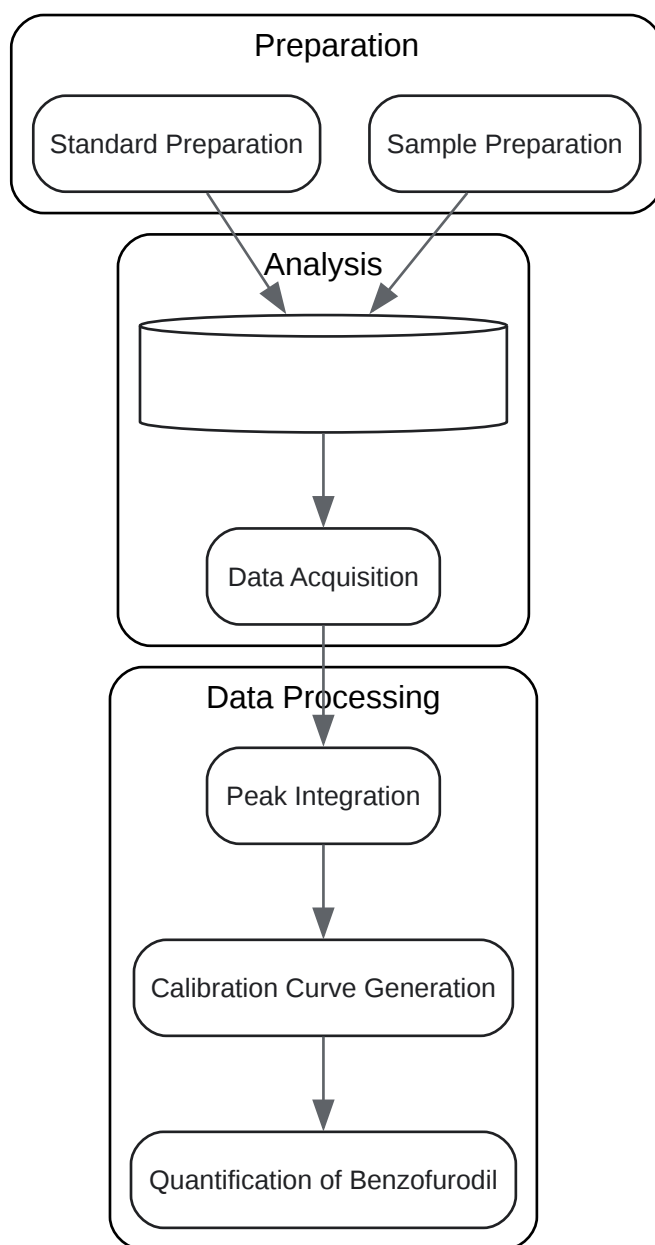 Preparation
Standard Preparation
Sample Preparation
Analysis
Data Acquisition
Data Processing
Peak Integration
Calibration Curve Generation
Quantification of Benzofurodil